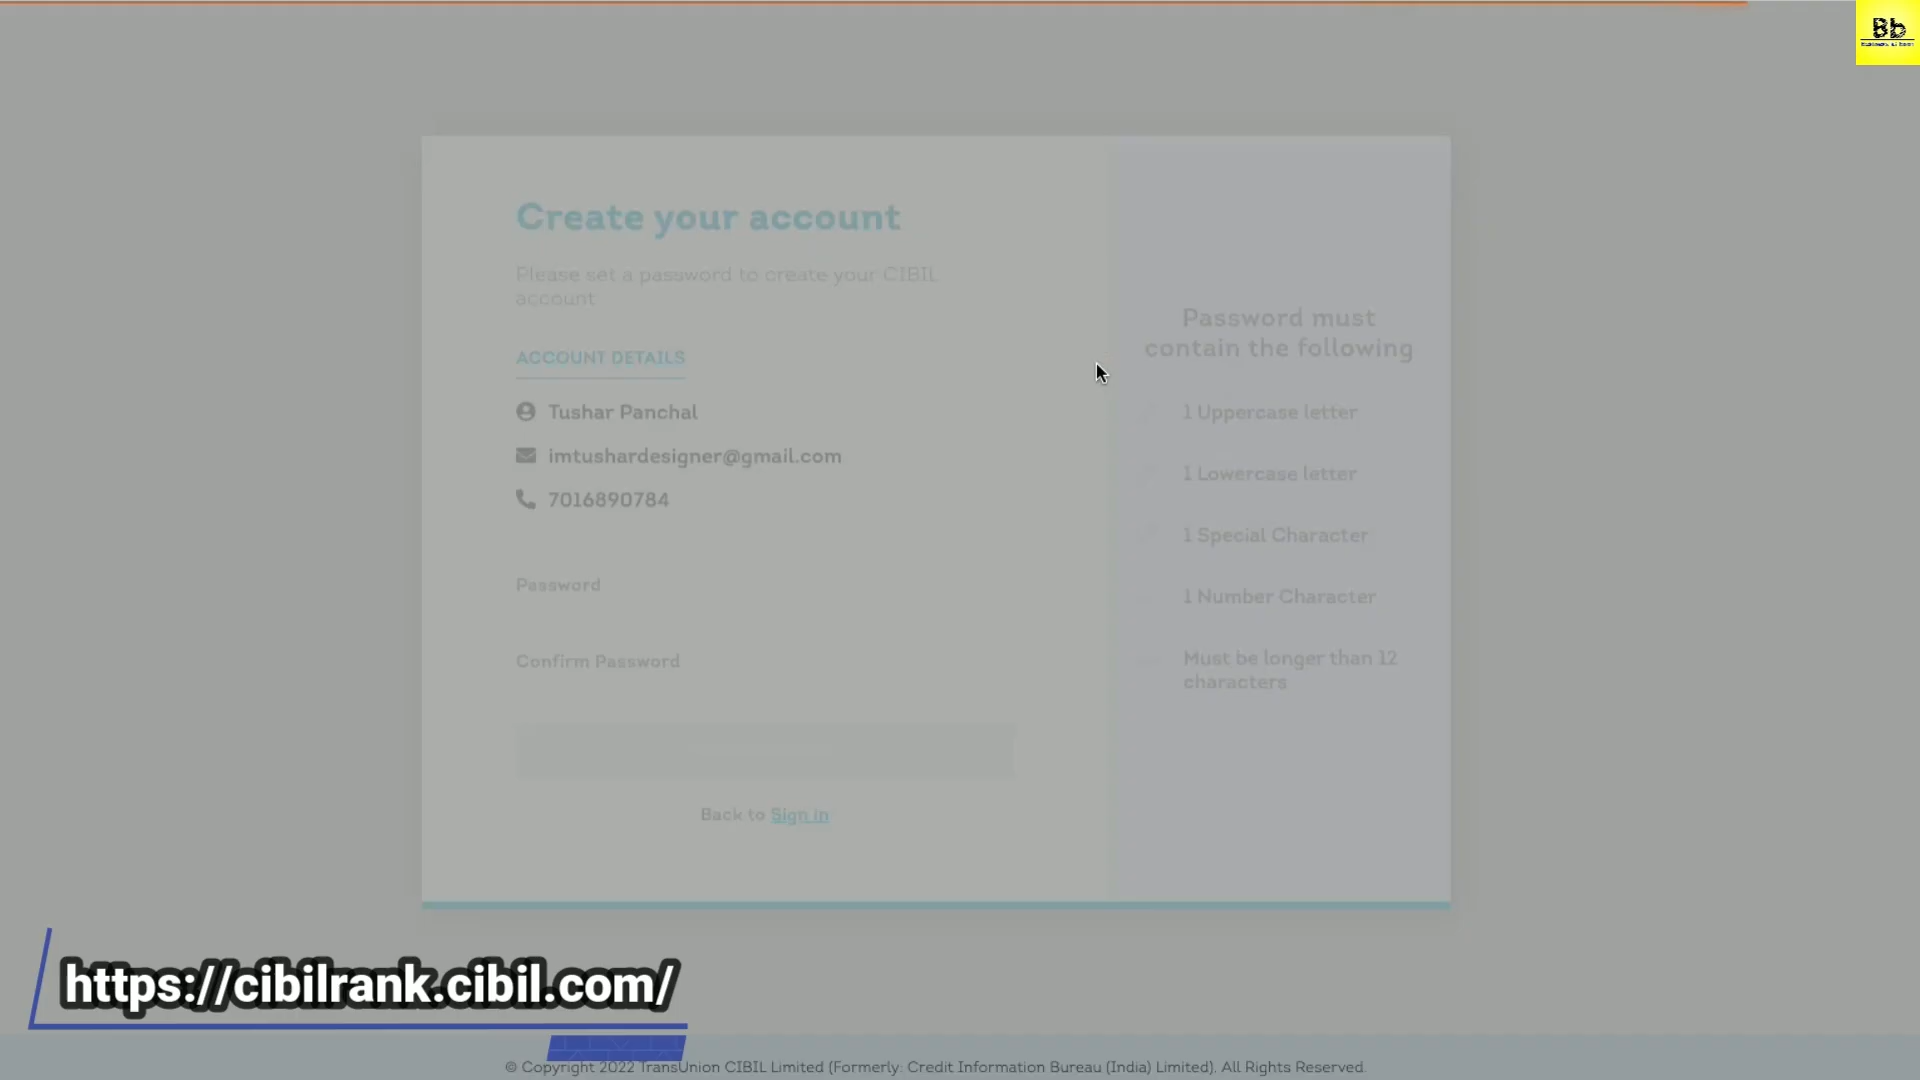 Bb
Create your account
Please set a password to create your CIBIL
account
ACCOUNT DETAILS
Tushar Panchal
imtushardesigner@gmail.com
7016890784
Password
Confirm Password
Back to Sign in
Password must
contain the following
1 Uppercase letter
1 Lowercase letter
1 Special Character
1 Number Character
Must be longer than 12
characters
https://cibilrank.cibil.com/
© Copyright 2022 TransUnion CIBIL Limited (Formerly: Credit Information Bureau (India) Limited). All Rights Reserved.